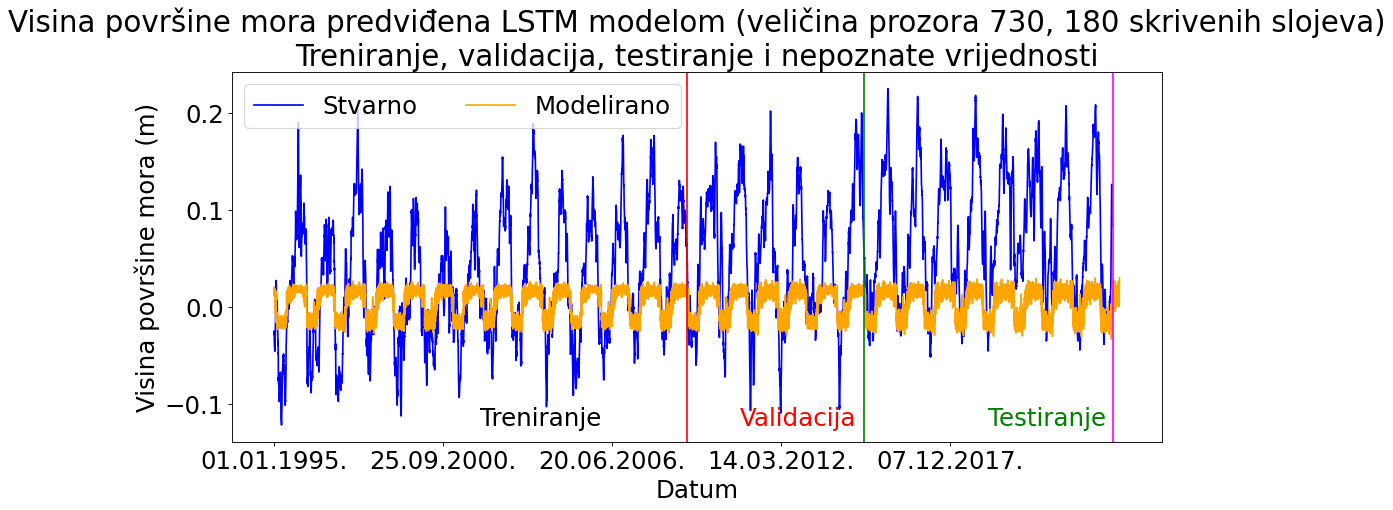 Visina površine mora predviđena LSTM modelom (veličina prozora 730, 180 skrivenih slojeva)
Treniranje, validacija, testiranje i nepoznate vrijednosti
Stvarno
Modelirano
Visina površine mora (m)
0.2
0.1
0.0
−0.1
Treniranje
Validacija
Testiranje
01.01.1995.
25.09.2000.
20.06.2006.
14.03.2012.
07.12.2017.
Datum